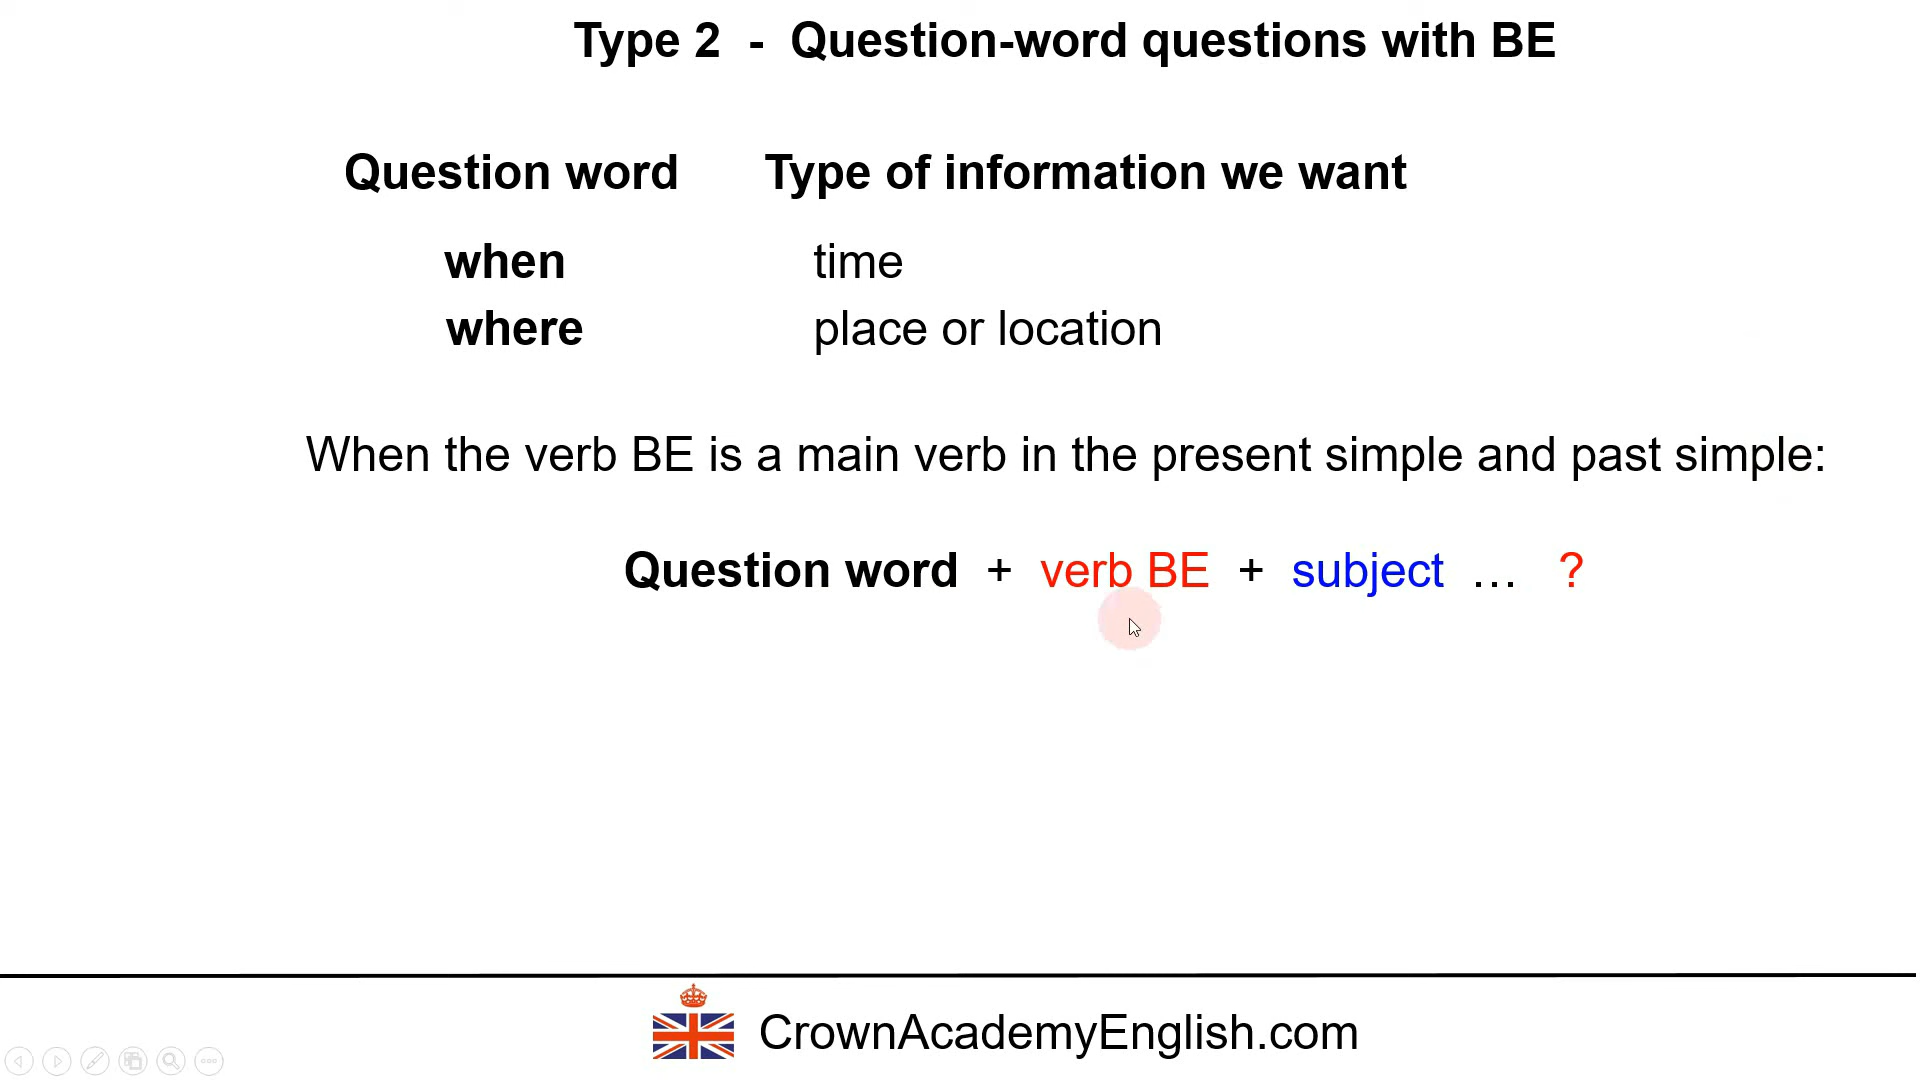 Type 2 - Question-word questions with BE
Question word Type of information we want
when time
where place or location
When the verb BE is a main verb in the present simple and past simple:
Question word + verb BE + subject … ?
CrownAcademyEnglish.com